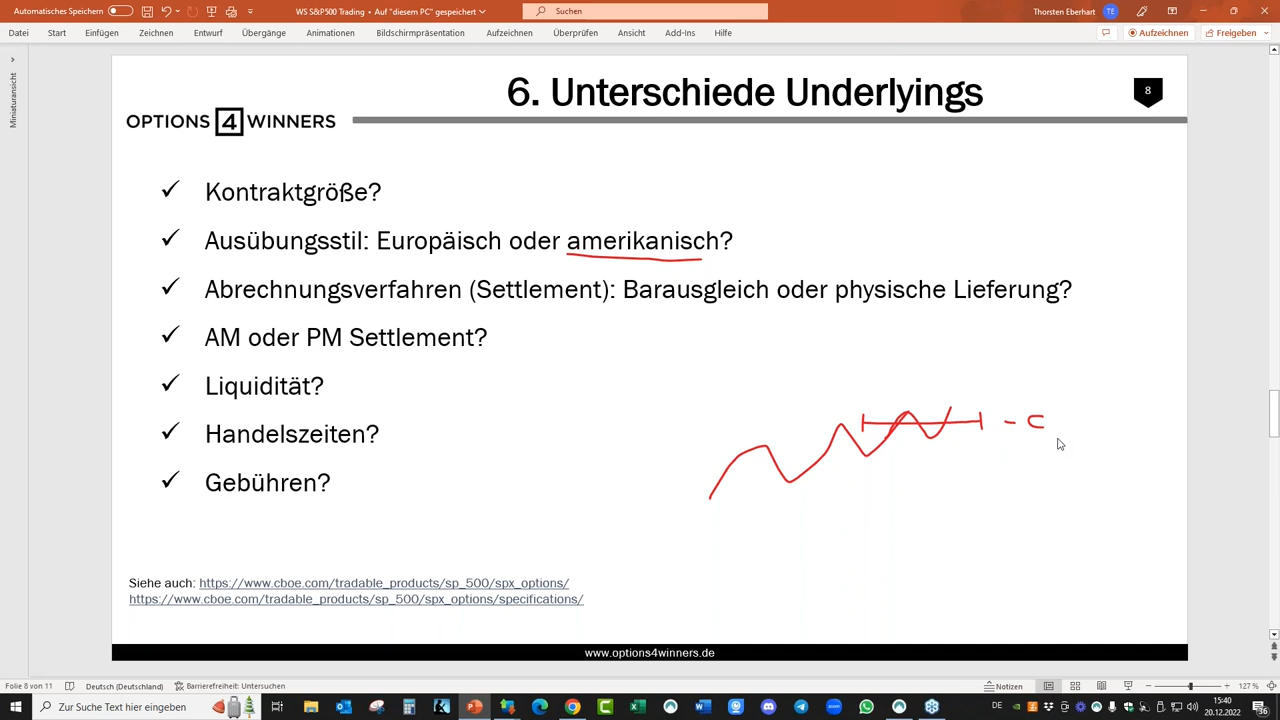 Automatisches Speichern
WS S&P500 Trading • Auf "diesem PC" gespeichert
Suchen
Thorsten Eberhart
TE
Datei Start Einfügen Zeichnen Entwurf Übergänge Animationen Bildschirmpräsentation Aufzeichnen Überprüfen Ansicht Add-Ins Hilfe
Aufzeichnen
Freigeben
Miniaturansicht
6. Unterschiede Underlyings
8
OPTIONS 4 WINNERS
✓ Kontraktgröße?
✓ Ausübungsstil: Europäisch oder amerikanisch?
✓ Abrechnungsverfahren (Settlement): Barausgleich oder physische Lieferung?
✓ AM oder PM Settlement?
✓ Liquidität?
✓ Handelszeiten?
✓ Gebühren?
- C
Siehe auch: https://www.cboe.com/tradable_products/sp_500/spx_options/
https://www.cboe.com/tradable_products/sp_500/spx_options/specifications/
www.options4winners.de
Folie 8 von 11
Deutsch (Deutschland)
Barrierefreiheit: Untersuchen
Notizen
127 %
Zur Suche Text hier eingeben
DE
15:40
20.12.2022
36